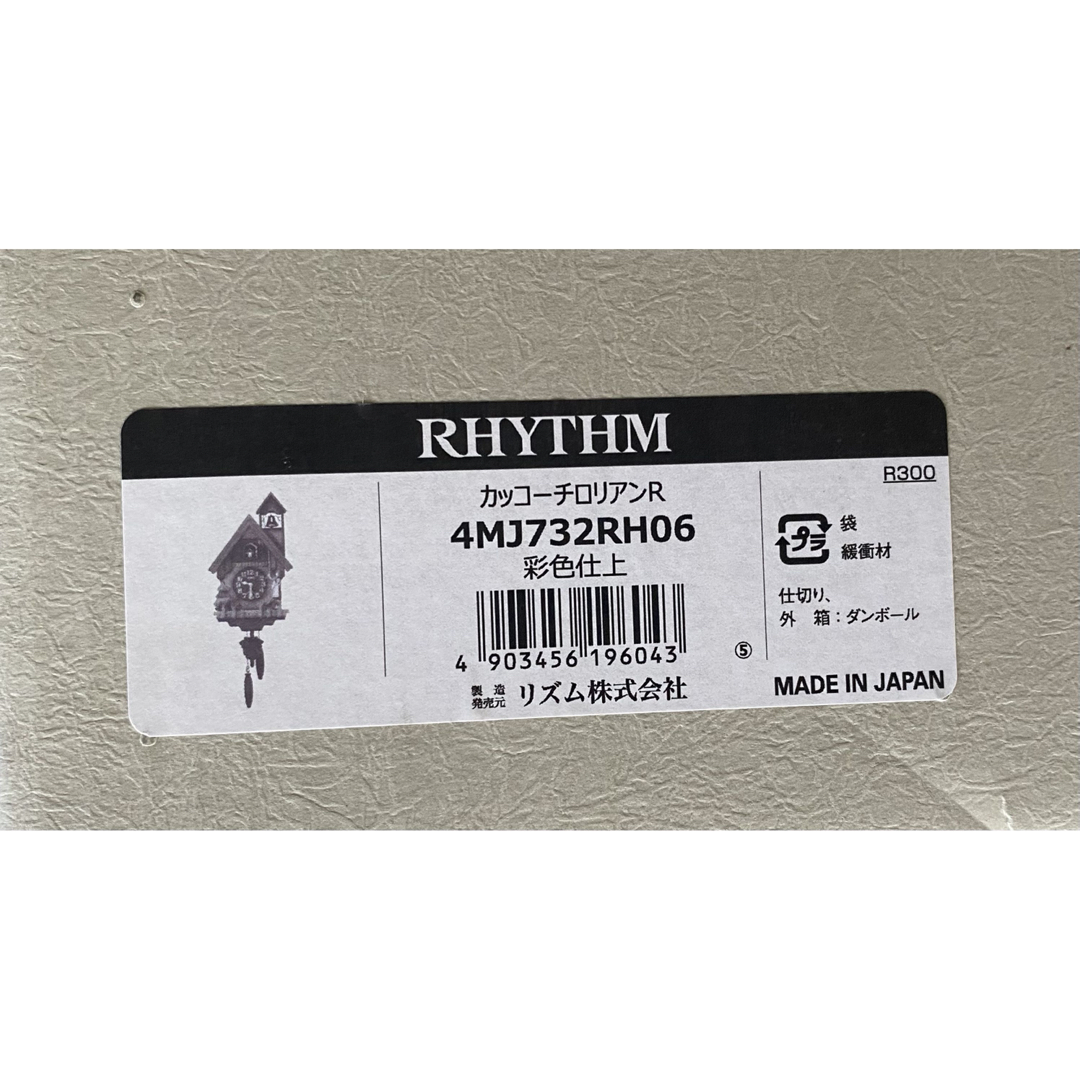 RHYTHM
カッコーチロリアンR
4MJ732RH06
彩色仕上
4 903456 196043
⑤
製造
発売元 リズム株式会社
R300
プラ 袋
緩衝材
仕切り、
外　箱：ダンボール
MADE IN JAPAN